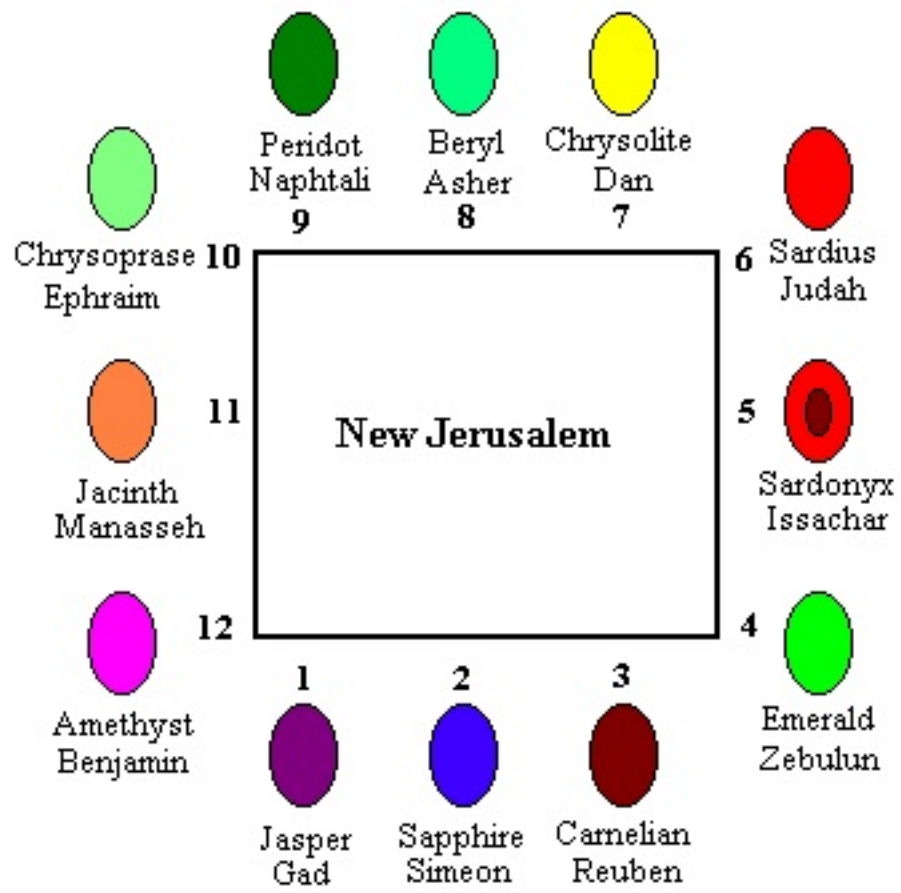 Peridot
Naphtali
9
Beryl
Asher
8
Chrysolite
Dan
7
Chrysoprase
Ephraim
10
6
Sardius
Judah
Jacinth
Manasseh
11
New Jerusalem
5
Sardonyx
Issachar
Amethyst
Benjamin
12
4
Emerald
Zebulun
1
Jasper
Gad
2
Sapphire
Simeon
3
Carnelian
Reuben